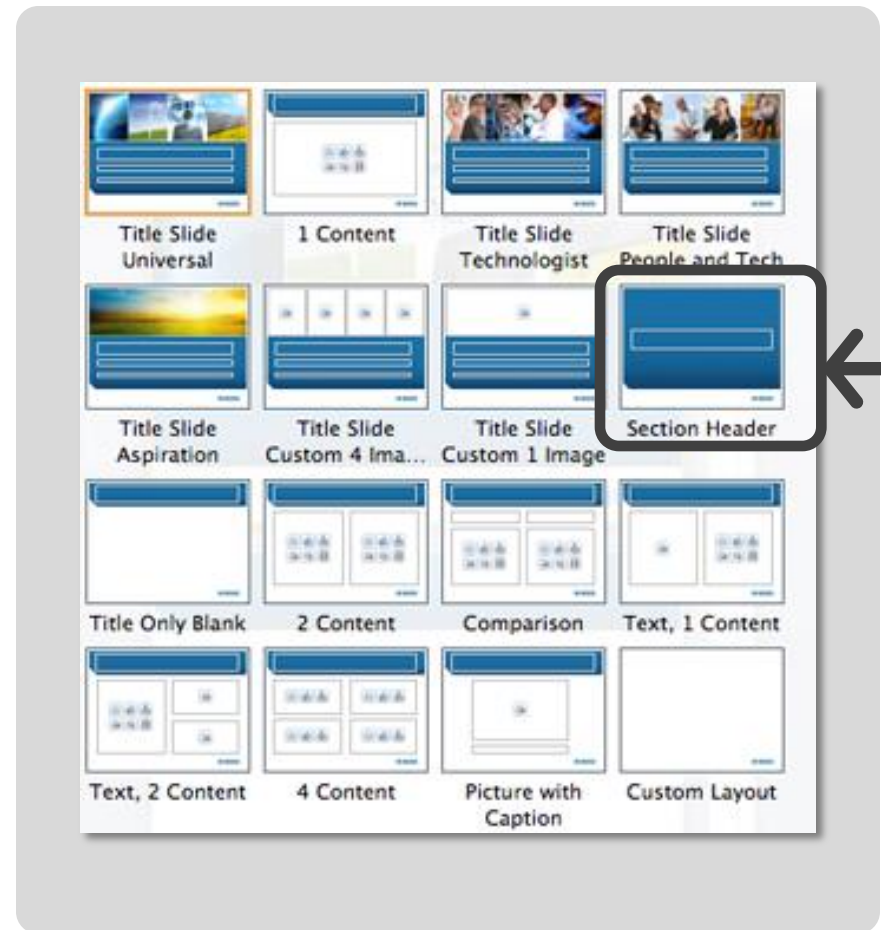 Title Slide
Universal
1 Content
Title Slide
Technologist
Title Slide
People and Tech
Title Slide
Aspiration
Title Slide
Custom 4 Ima...
Title Slide
Custom 1 Image
Section Header
Title Only Blank
2 Content
Comparison
Text, 1 Content
Text, 2 Content
4 Content
Picture with
Caption
Custom Layout